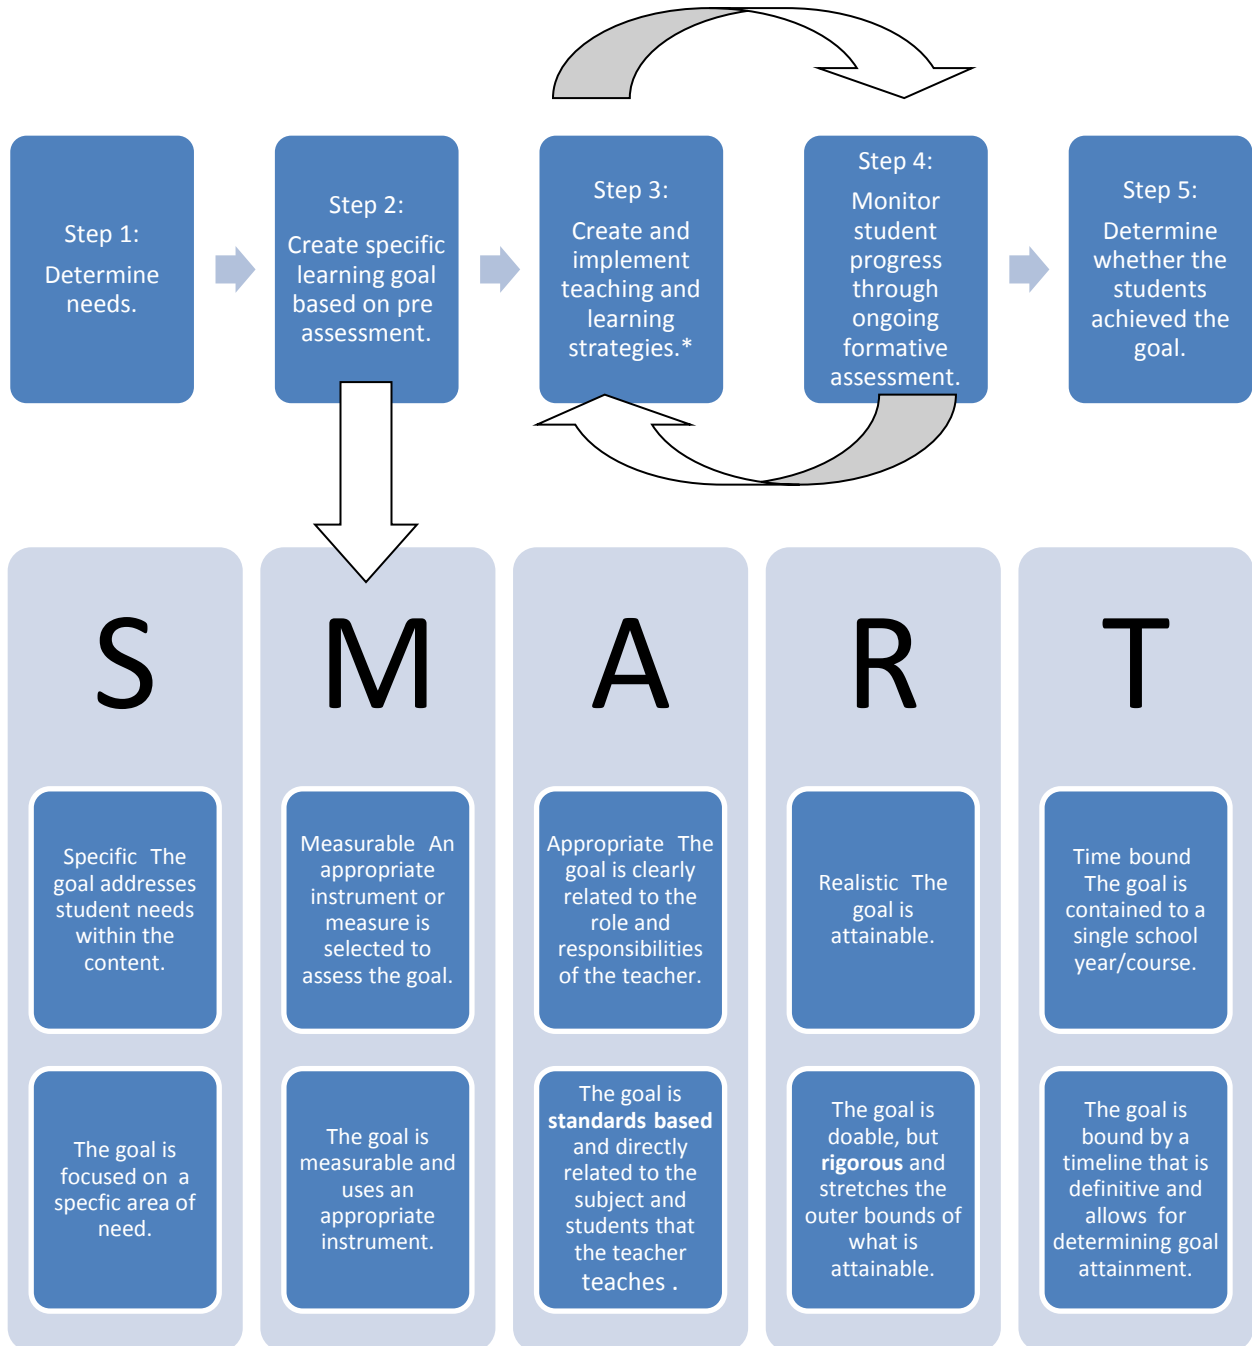 Step 1:
Determine
needs.
Step 2:
Create specific
learning goal
based on pre
assessment.
Step 3:
Create and
implement
teaching and
learning
strategies.*
Step 4:
Monitor
student
progress
through
ongoing
formative
assessment.
Step 5:
Determine
whether the
students
achieved the
goal.
S
Specific The
goal addresses
student needs
within the
content.
The goal is
focused on a
specfic area of
need.
M
Measurable An
appropriate
instrument or
measure is
selected to
assess the goal.
The goal is
measurable and
uses an
appropriate
instrument.
A
Appropriate The
goal is clearly
related to the
role and
responsibilities
of the teacher.
The goal is
standards based
and directly
related to the
subject and
students that
the teacher
teaches .
R
Realistic The
goal is
attainable.
The goal is
doable, but
rigorous and
stretches the
outer bounds of
what is
attainable.
T
Time bound
The goal is
contained to a
single school
year/course.
The goal is
bound by a
timeline that is
definitive and
allows for
determining goal
attainment.